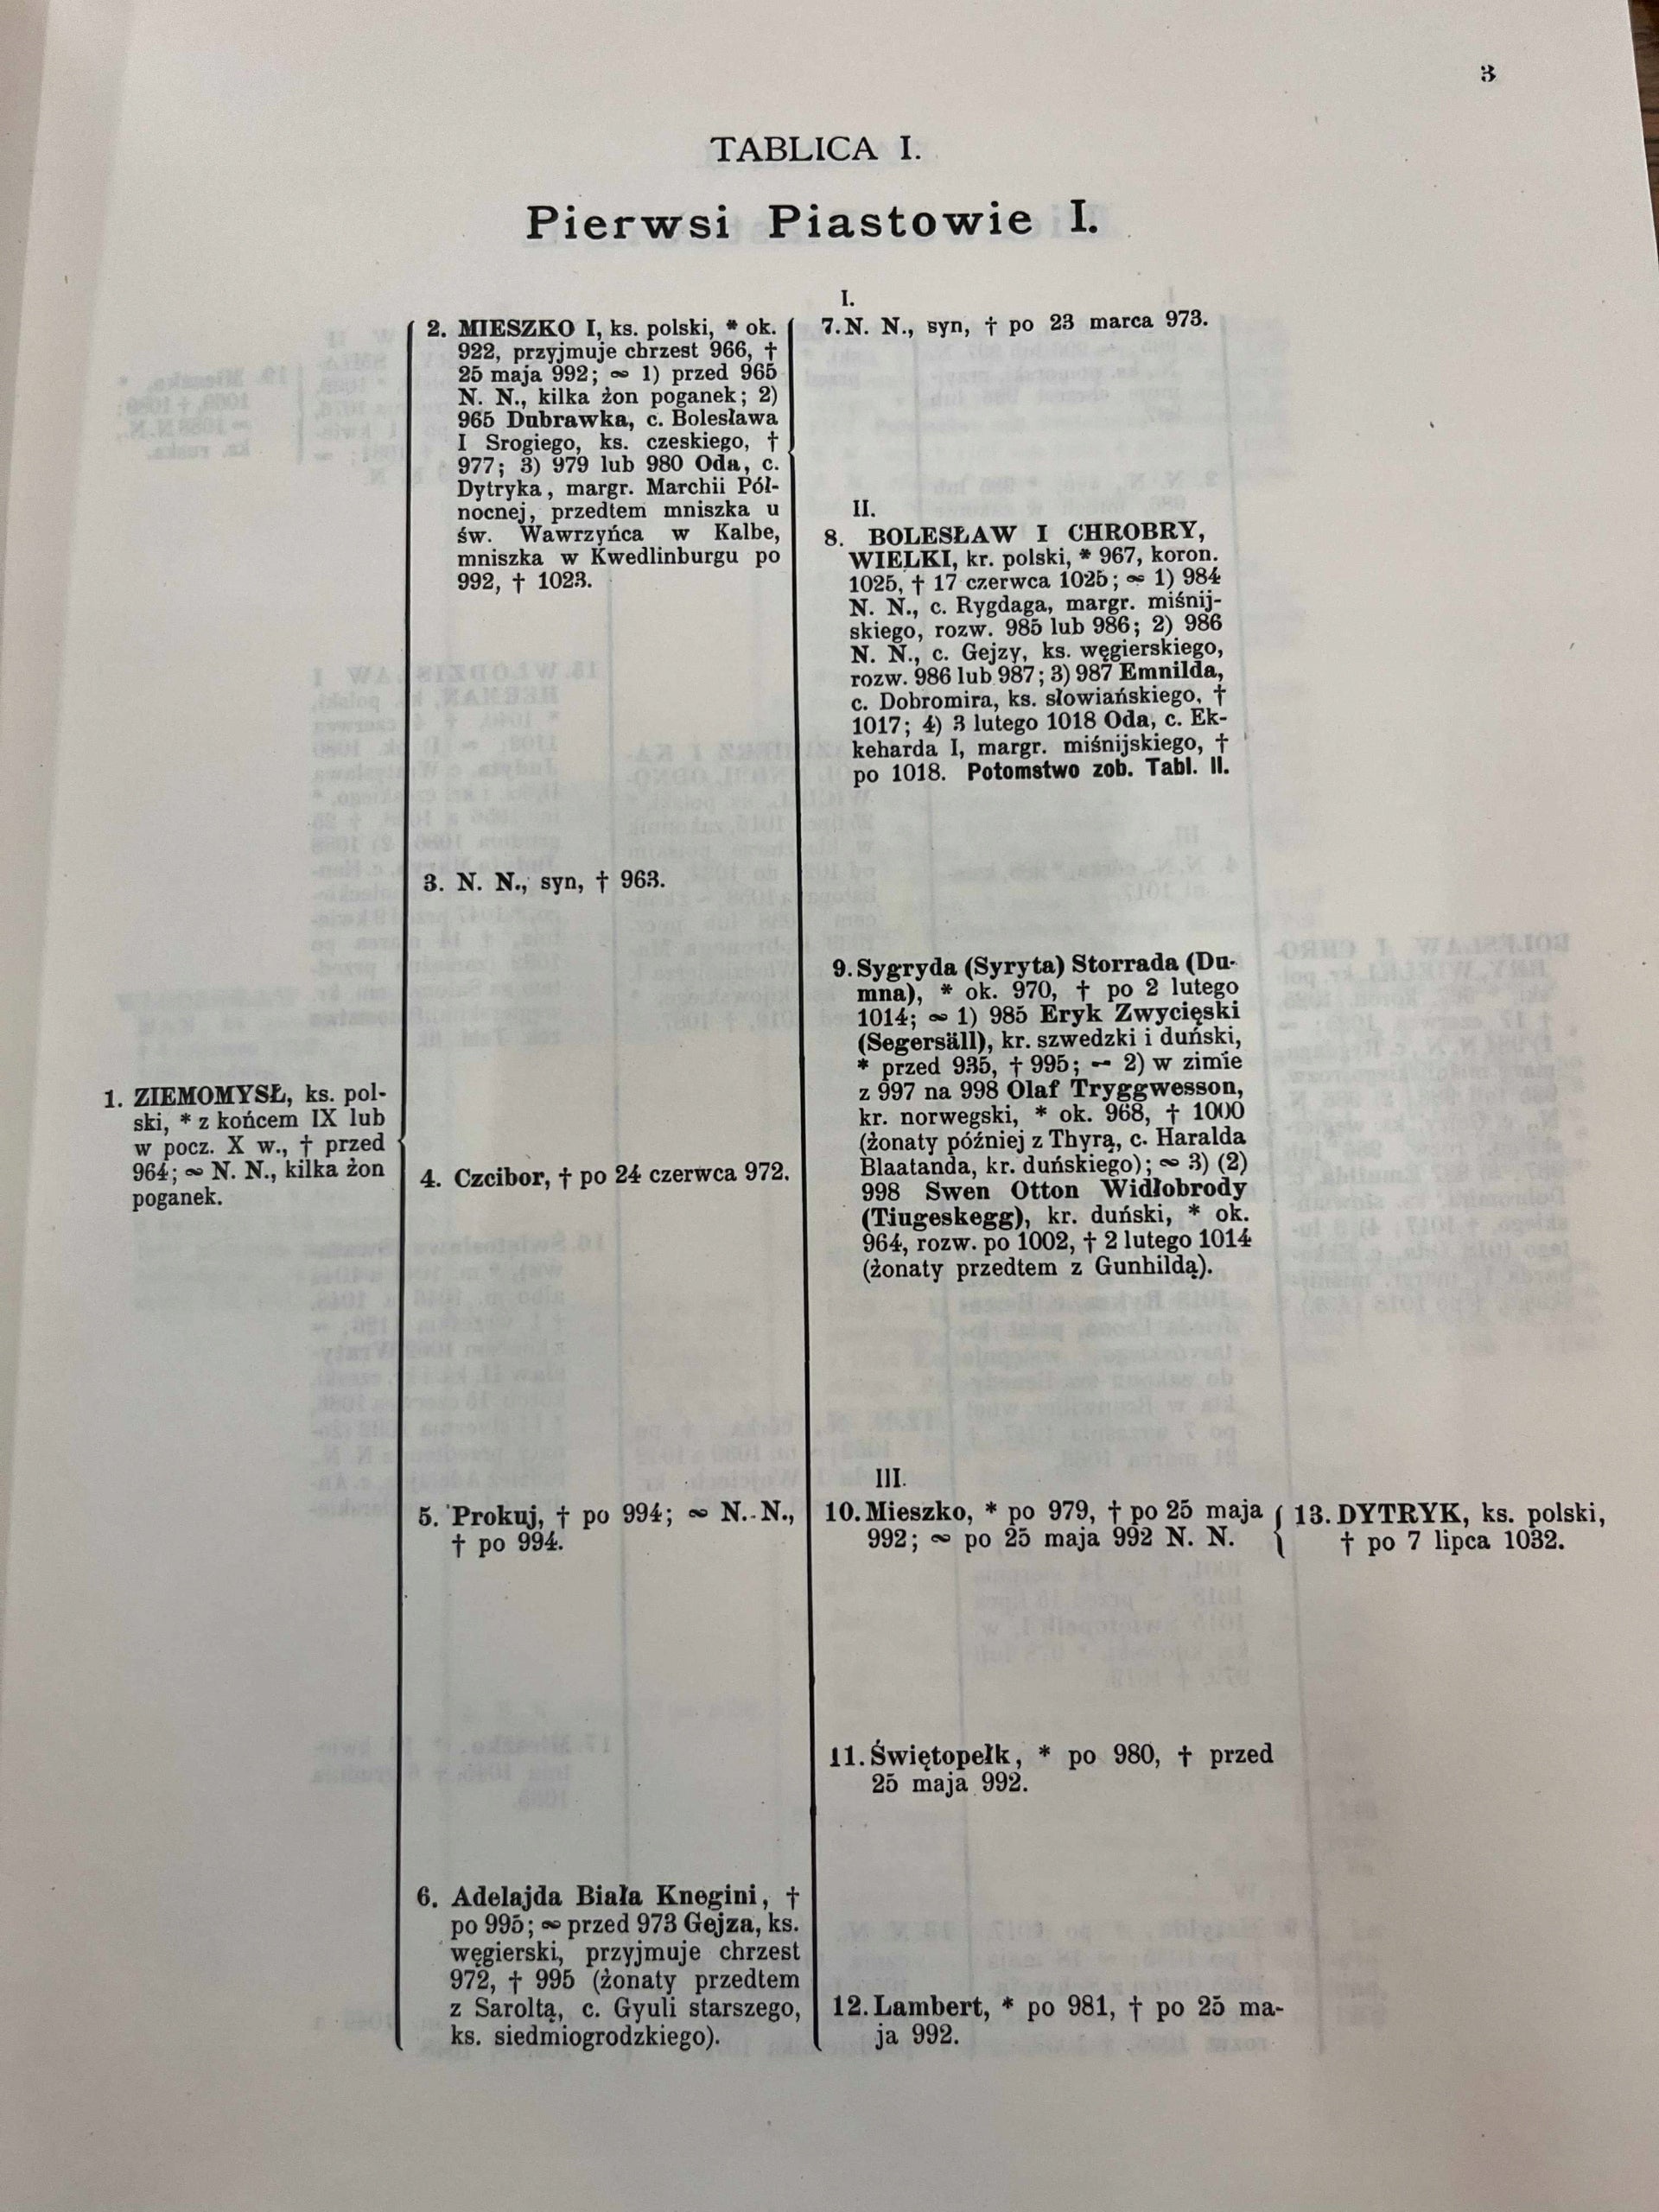 3
TABLICA I.
Pierwsi Piastowie I.
1. ZIEMOMYSŁ, ks. pol-
ski, * z końcem IX lub
w pocz. X w., † przed
964; ∞ N. N., kilka żon
poganek.
2. MIESZKO I, ks. polski, * ok.
922, przyjmuje chrzest 966, †
25 maja 992; ∞ 1) przed 965
N. N., kilka żon poganek; 2)
965 Dubrawka, c. Bolesława
I Srogiego, ks. czeskiego, †
977; 3) 979 lub 980 Oda, c.
Dytryka, margr. Marchii Pół-
nocnej, przedtem mniszka u
św. Wawrzyńca w Kalbe,
mniszka w Kwedlinburgu po
992, † 1023.
3. N. N., syn, † 963.
4. Czcibor, † po 24 czerwca 972.
5. Prokuj, † po 994; ∞ N. N.,
† po 994.
6. Adelajda Biała Knegini, †
po 995; ∞ przed 973 Gejza, ks.
węgierski, przyjmuje chrzest
972, † 995 (żonaty przedtem
z Saroltą, c. Gyuli starszego,
ks. siedmiogrodzkiego).
I.
7. N. N., syn, † po 23 marca 973.
II.
8. BOLESŁAW I CHROBRY,
WIELKI, kr. polski, * 967, koron.
1025, † 17 czerwca 1025; ∞ 1) 984
N. N., c. Rygdaga, margr. miśnij-
skiego, rozw. 985 lub 986; 2) 986
N. N., c. Gejzy, ks. węgierskiego,
rozw. 986 lub 987; 3) 987 Emnilda,
c. Dobromira, ks. słowiańskiego, †
1017; 4) 3 lutego 1018 Oda, c. Ek-
keharda I, margr. miśnijskiego, †
po 1018. Potomstwo zob. Tabl. II.
9. Sygryda (Syryta) Storrada (Du-
mna), * ok. 970, † po 2 lutego
1014; ∞ 1) 985 Eryk Zwycięski
(Segersäll), kr. szwedzki i duński,
* przed 935, † 995; — 2) w zimie
z 997 na 998 Olaf Tryggwesson,
kr. norwegski, * ok. 968, † 1000
(żonaty później z Thyrą, c. Haralda
Blaatanda, kr. duńskiego); ∞ 3) (2)
998 Swen Otton Widłobrody
(Tiugeskegg), kr. duński, * ok.
964, rozw. po 1002, † 2 lutego 1014
(żonaty przedtem z Gunhildą).
III.
10. Mieszko, * po 979, † po 25 maja
992; ∞ po 25 maja 992 N. N.
11. Świętopełk, * po 980, † przed
25 maja 992.
12. Lambert, * po 981, † po 25 ma-
ja 992.
13. DYTRYK, ks. polski,
† po 7 lipca 1032.